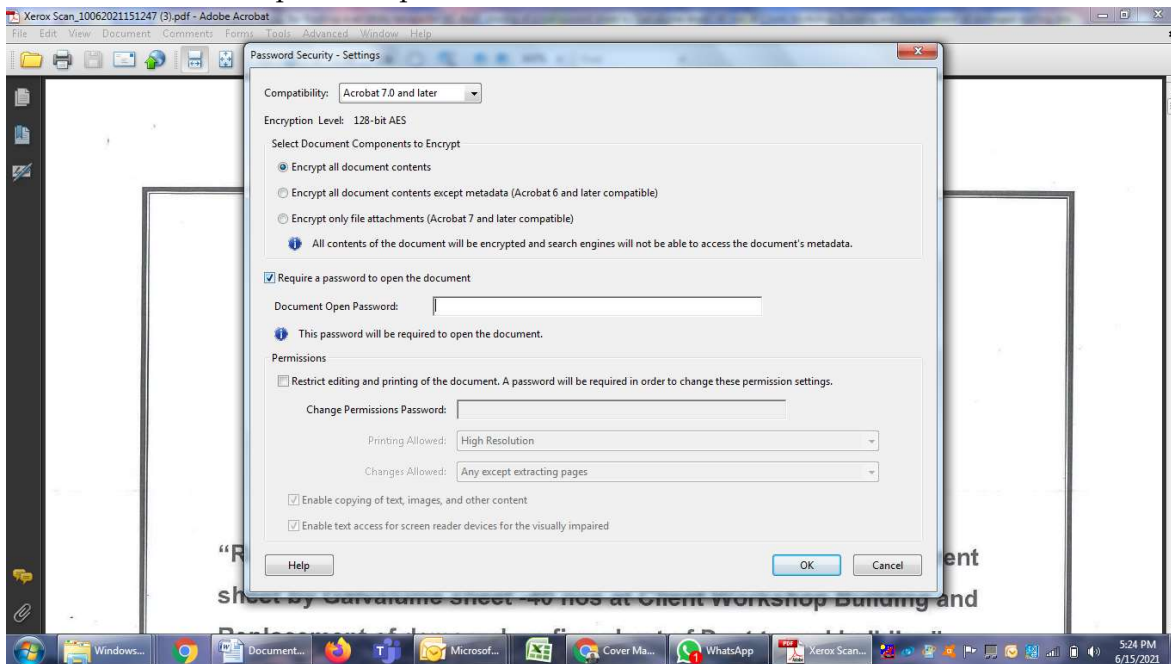 Xerox Scan_10062021151247 (3).pdf - Adobe Acrobat
File Edit View Document Comments Forms Tools Advanced Window Help
Password Security - Settings
Compatibility: Acrobat 7.0 and later
Encryption Level: 128-bit AES
Select Document Components to Encrypt
Encrypt all document contents
Encrypt all document contents except metadata (Acrobat 6 and later compatible)
Encrypt only file attachments (Acrobat 7 and later compatible)
All contents of the document will be encrypted and search engines will not be able to access the document's metadata.
Require a password to open the document
Document Open Password:
This password will be required to open the document.
Permissions
Restrict editing and printing of the document. A password will be required in order to change these permission settings.
Change Permissions Password:
Printing Allowed: High Resolution
Changes Allowed: Any except extracting pages
Enable copying of text, images, and other content
Enable text access for screen reader devices for the visually impaired
Help OK Cancel
“R ent
sheet by Galvalume sheet -40 nos at Client Workshop Building and
Windows... Document... Microsof... Cover Ma... WhatsApp Xerox Scan... 5:24 PM
6/15/2021